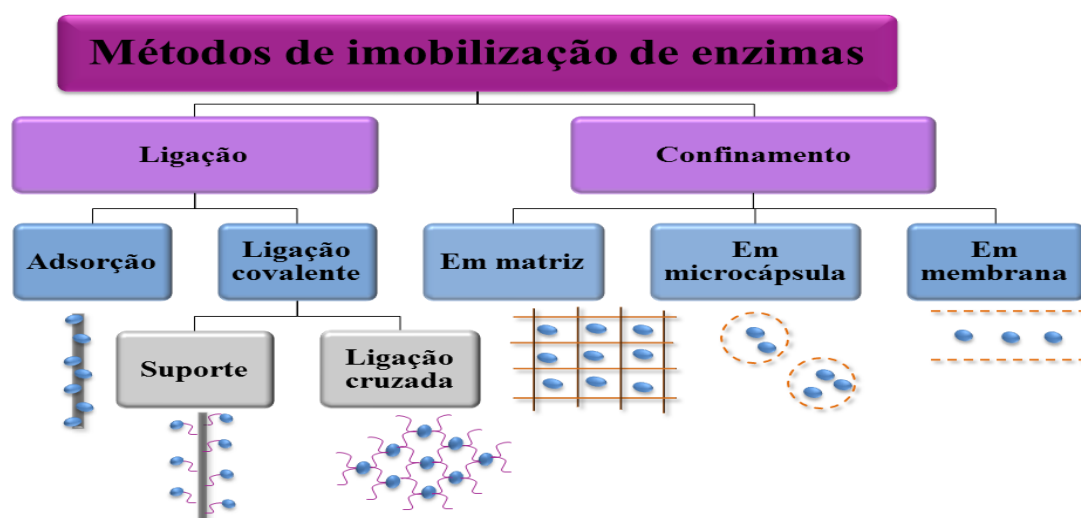 Métodos de imobilização de enzimas
Ligação
Confinamento
Adsorção
Ligação
covalente
Em matriz
Em
microcápsula
Em
membrana
Suporte
Ligação
cruzada